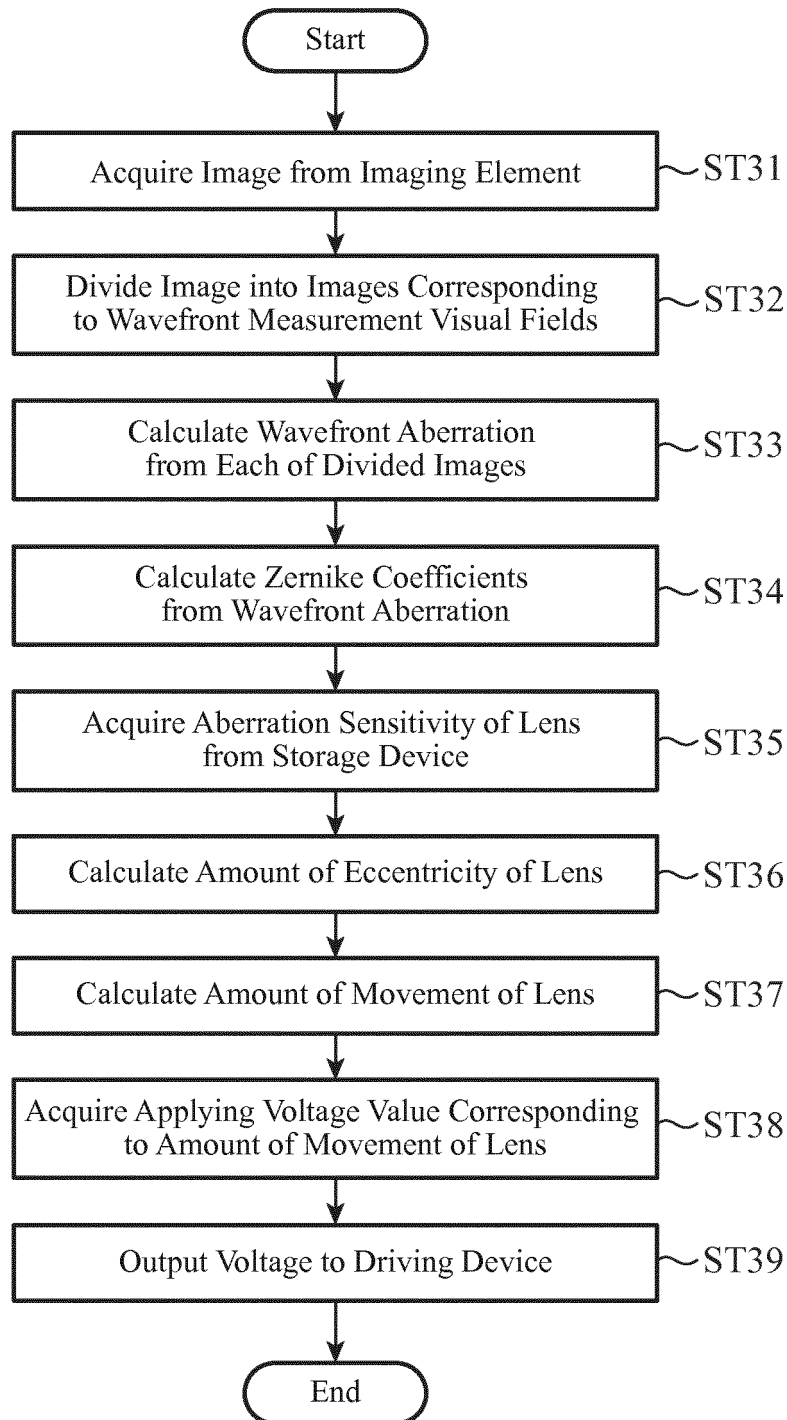 Start
Acquire Image from Imaging Element
ST31
Divide Image into Images Corresponding
to Wavefront Measurement Visual Fields
ST32
Calculate Wavefront Aberration
from Each of Divided Images
ST33
Calculate Zernike Coefficients
from Wavefront Aberration
ST34
Acquire Aberration Sensitivity of Lens
from Storage Device
ST35
Calculate Amount of Eccentricity of Lens
ST36
Calculate Amount of Movement of Lens
ST37
Acquire Applying Voltage Value Corresponding
to Amount of Movement of Lens
ST38
Output Voltage to Driving Device
ST39
End